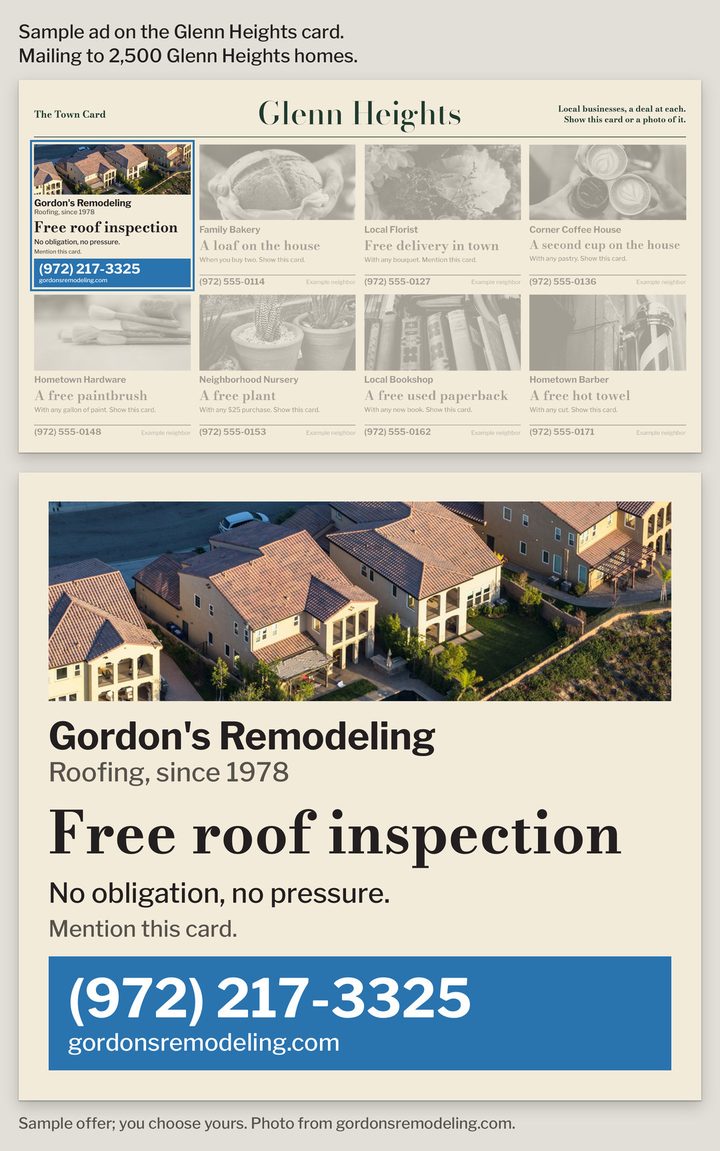 Sample ad on the Glenn Heights card.
Mailing to 2,500 Glenn Heights homes.
The Town Card
Glenn Heights
Local businesses, a deal at each.
Show this card or a photo of it.
Gordon's Remodeling
Roofing, since 1978
Free roof inspection
No obligation, no pressure.
Mention this card.
(972) 217-3325
gordonsremodeling.com
Family Bakery
A loaf on the house
When you buy two. Show this card.
(972) 555-0114
Example neighbor
Local Florist
Free delivery in town
With any bouquet. Mention this card.
(972) 555-0127
Example neighbor
Corner Coffee House
A second cup on the house
With any pastry. Show this card.
(972) 555-0136
Example neighbor
Hometown Hardware
A free paintbrush
With any gallon of paint. Show this card.
(972) 555-0148
Example neighbor
Neighborhood Nursery
A free plant
With any $25 purchase. Show this card.
(972) 555-0153
Example neighbor
Local Bookshop
A free used paperback
With any new book. Show this card.
(972) 555-0162
Example neighbor
Hometown Barber
A free hot towel
With any cut. Show this card.
(972) 555-0171
Example neighbor
Gordon's Remodeling
Roofing, since 1978
Free roof inspection
No obligation, no pressure.
Mention this card.
(972) 217-3325
gordonsremodeling.com
Sample offer; you choose yours. Photo from gordonsremodeling.com.